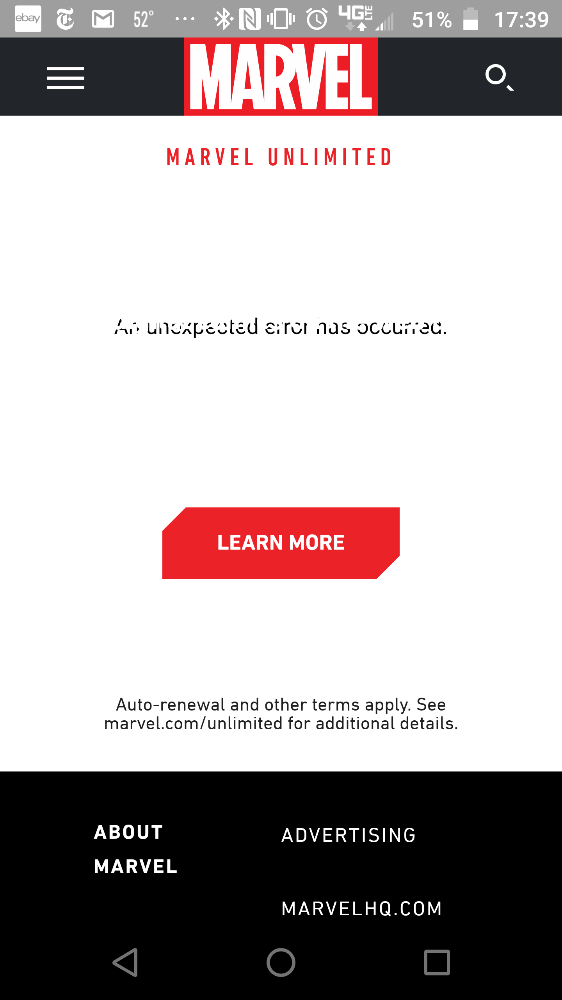 ebay 52° ... 4G LTE 51% 17:39
MARVEL
MARVEL UNLIMITED
An unexpected error has occurred.
LEARN MORE
Auto-renewal and other terms apply. See
marvel.com/unlimited for additional details.
ABOUT
MARVEL
ADVERTISING
MARVELHQ.COM